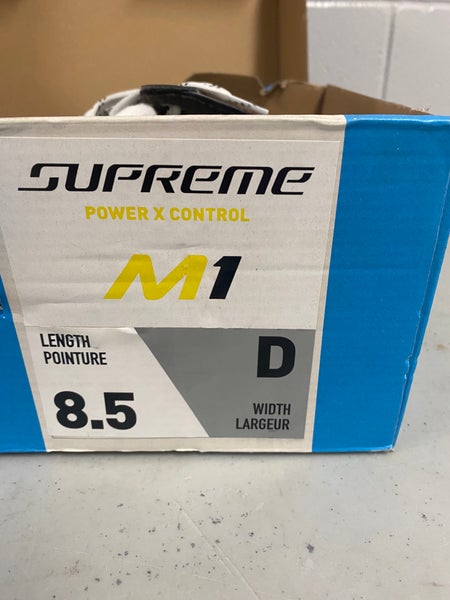 SUPREME
POWER X CONTROL
M1
LENGTH
POINTURE
8.5
D
WIDTH
LARGEUR